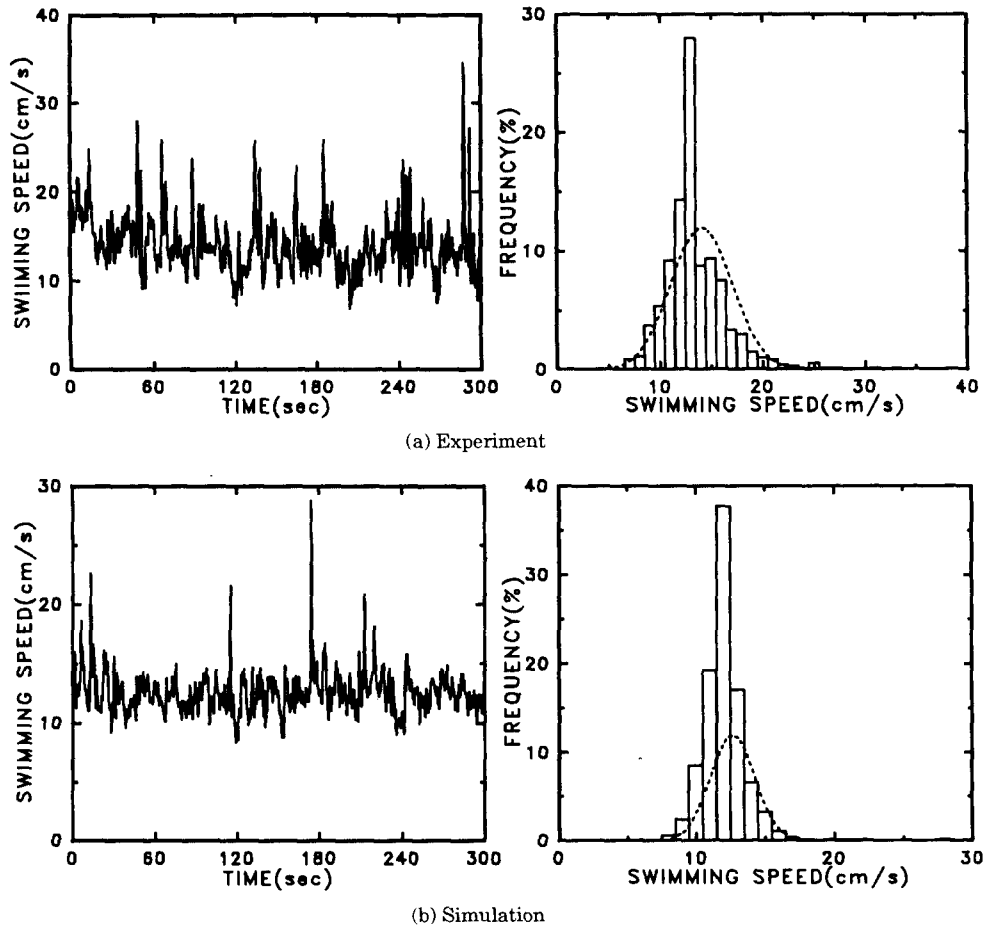 SWIIMING SPEED(cm/s)
40
30
20
10
0
0 60 120 180 240 300
TIME(sec)
FREQUENCY(%)
30
20
10
0
0 10 20 30 40
SWIMMING SPEED(cm/s)
(a) Experiment
SWIMMING SPEED(cm/s)
30
20
10
0
0 60 120 180 240 300
TIME(sec)
FREQUENCY(%)
40
30
20
10
0
0 10 20 30
SWIMMING SPEED(cm/s)
(b) Simulation